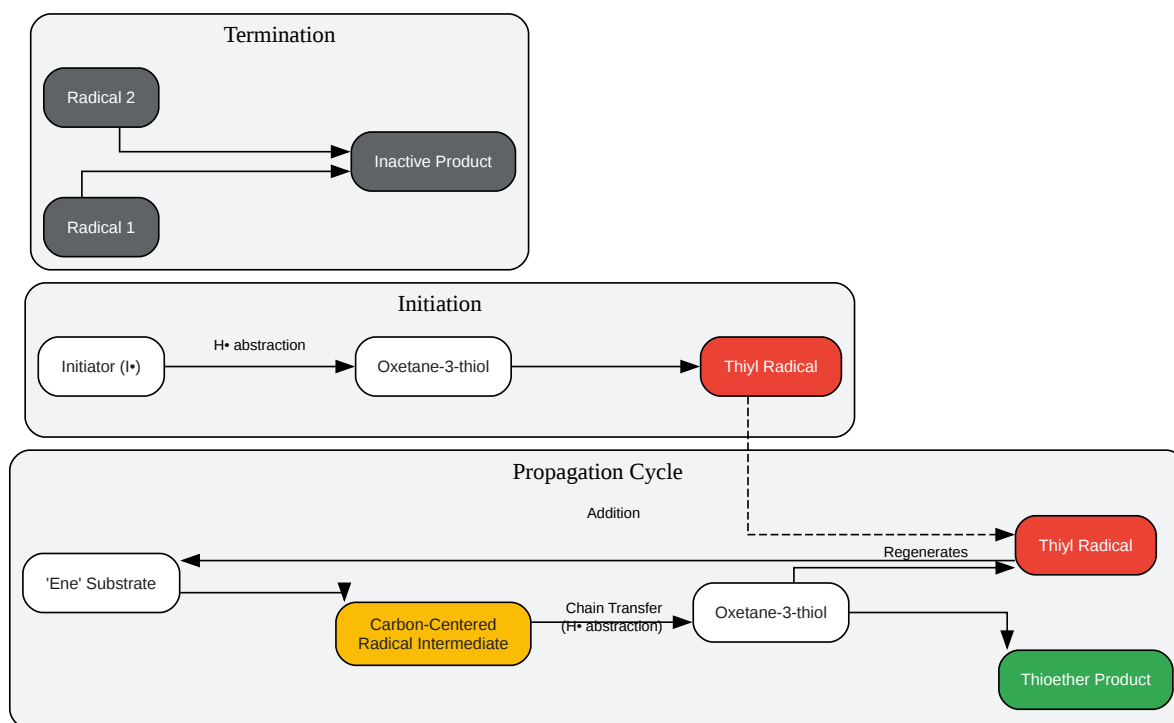 Termination
Radical 2
Inactive Product
Radical 1
Initiation
H• abstraction
Initiator (I•)
Oxetane-3-thiol
Thiyl Radical
Propagation Cycle
Addition
Thiyl Radical
Regenerates
'Ene' Substrate
Carbon-Centered
Radical Intermediate
Chain Transfer
(H• abstraction)
Oxetane-3-thiol
Thioether Product